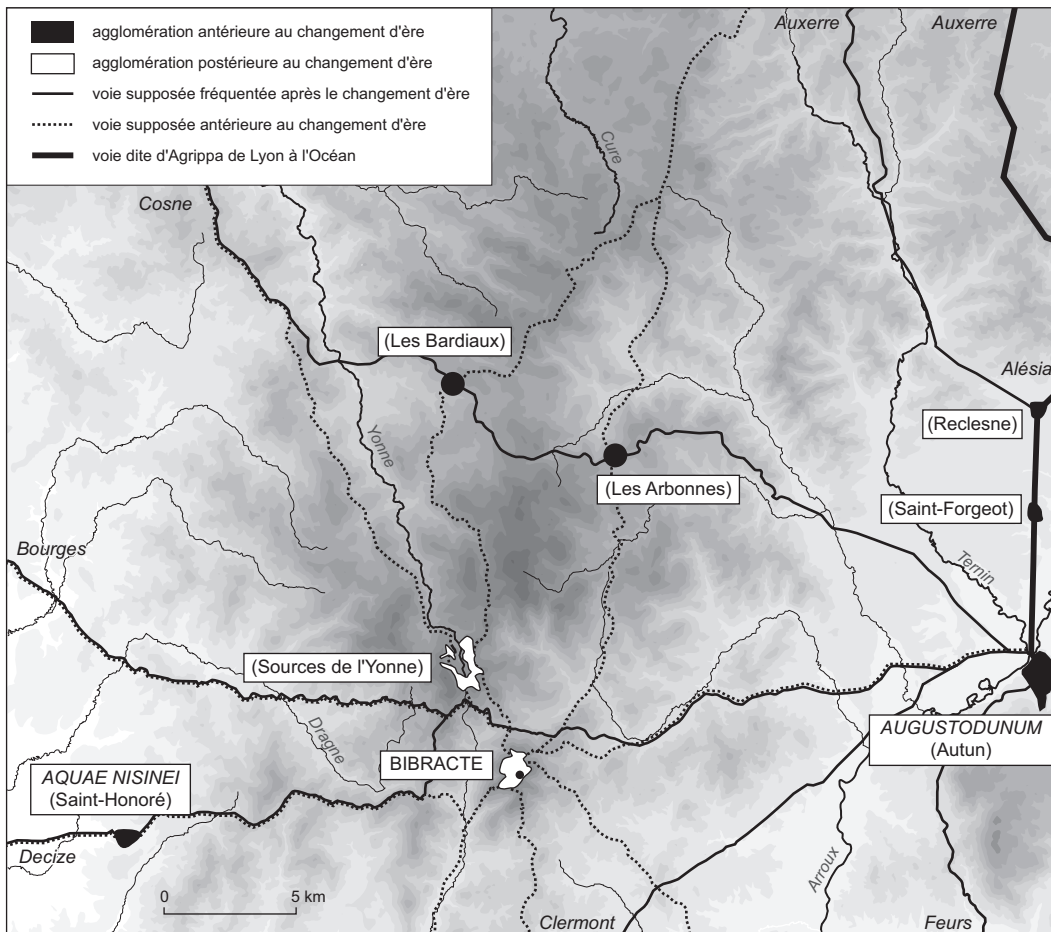 agglomération antérieure au changement d'ère
agglomération postérieure au changement d'ère
voie supposée fréquentée après le changement d'ère
voie supposée antérieure au changement d'ère
voie dite d'Agrippa de Lyon à l'Océan
Auxerre
Auxerre
Cure
Cosne
(Les Bardiaux)
Alésia
(Reclesne)
Yonne
(Les Arbonnes)
(Saint-Forgeot)
Bourges
Ternin
(Sources de l'Yonne)
Dragne
BIBRACTE
AUGUSTODUNUM
(Autun)
AQUAE NISINEI
(Saint-Honoré)
Decize
Arroux
0 5 km
Clermont
Feurs